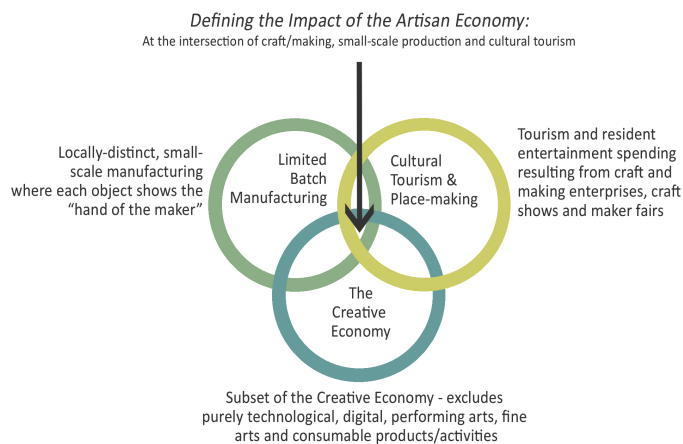 Defining the Impact of the Artisan Economy:
At the intersection of craft/making, small-scale production and cultural tourism
Locally-distinct, small-
scale manufacturing
where each object shows the
“hand of the maker”
Limited
Batch
Manufacturing
Cultural
Tourism &
Place-making
Tourism and resident
entertainment spending
resulting from craft and
making enterprises, craft
shows and maker fairs
The
Creative
Economy
Subset of the Creative Economy - excludes
purely technological, digital, performing arts, fine
arts and consumable products/activities